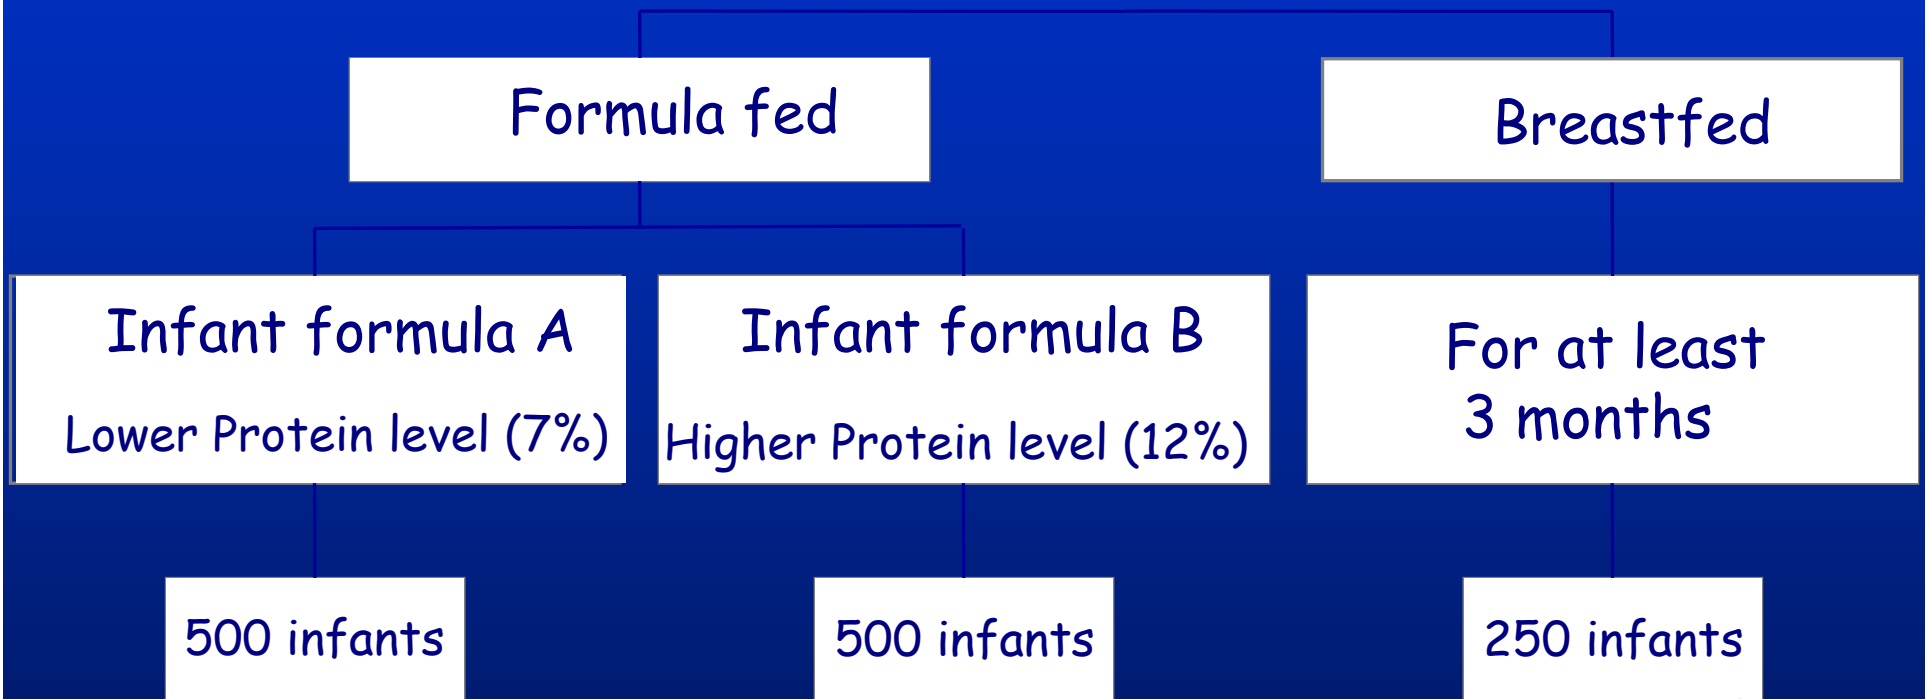 Formula fed
Breastfed
Infant formula A
Lower Protein level (7%)
Infant formula B
Higher Protein level (12%)
For at least
3 months
500 infants
500 infants
250 infants